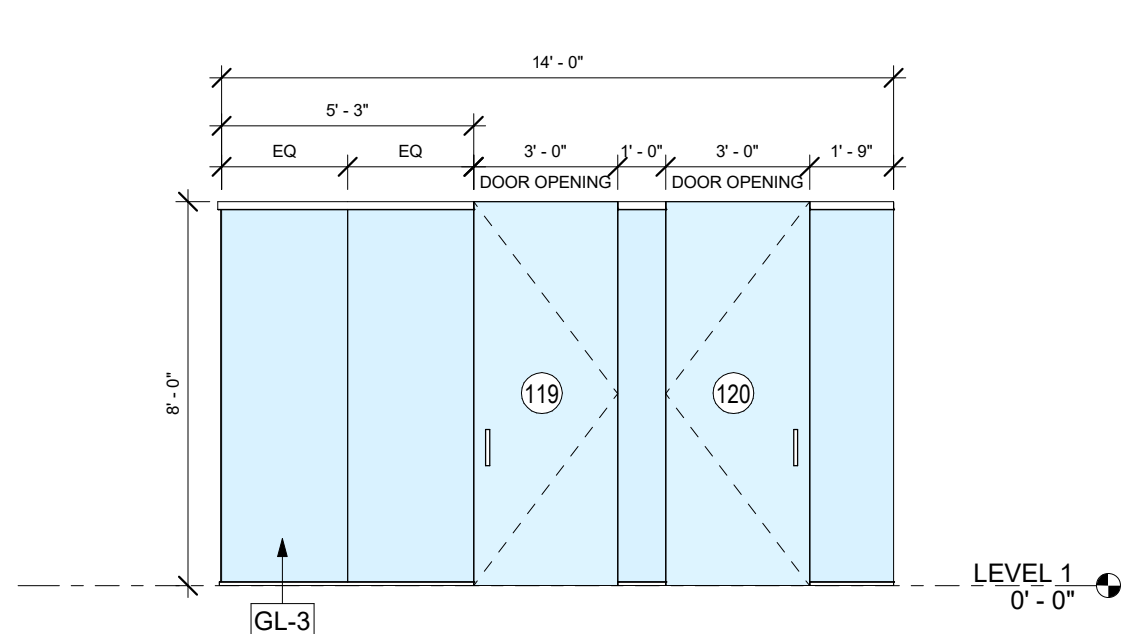 14' - 0"
5' - 3"
EQ EQ 3' - 0" 1' - 0" 3' - 0" 1' - 9"
DOOR OPENING DOOR OPENING
8' - 0"
119 120
LEVEL 1
0' - 0"
GL-3